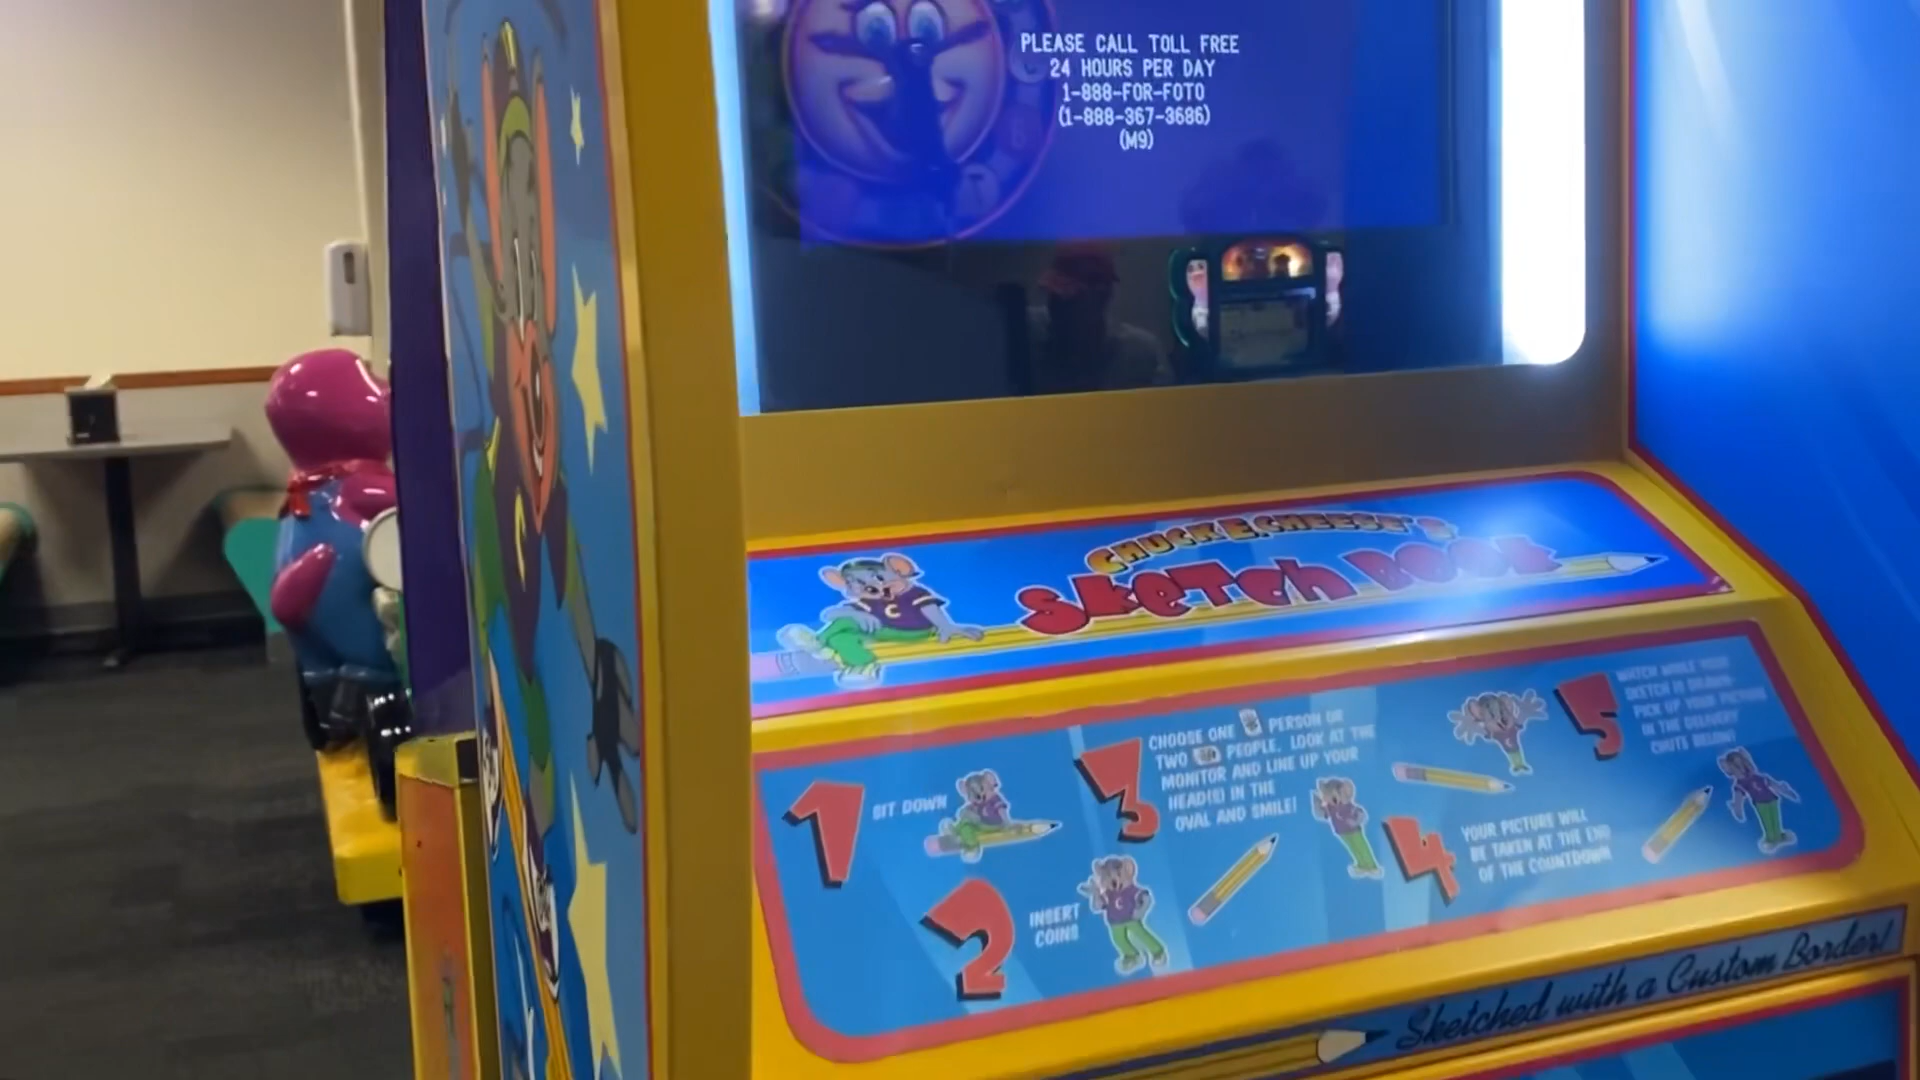 PLEASE CALL TOLL FREE
24 HOURS PER DAY
1-888-FOR-FOTO
(1-888-367-3686)
(M9)
CHUCK E. CHEESE'S
SKETCH BOOK
1
SIT DOWN
2
INSERT
COINS
3
CHOOSE ONE PERSON OR
TWO PEOPLE. LOOK AT THE
MONITOR AND LINE UP YOUR
HEAD(S) IN THE
OVAL AND SMILE!
4
YOUR PICTURE WILL
BE TAKEN AT THE END
OF THE COUNTDOWN
5
WATCH WHILE YOUR
SKETCH IS DRAWN-
PICK UP YOUR PICTURE
IN THE DELIVERY
CHUTE BELOW!
Sketched with a Custom Border!